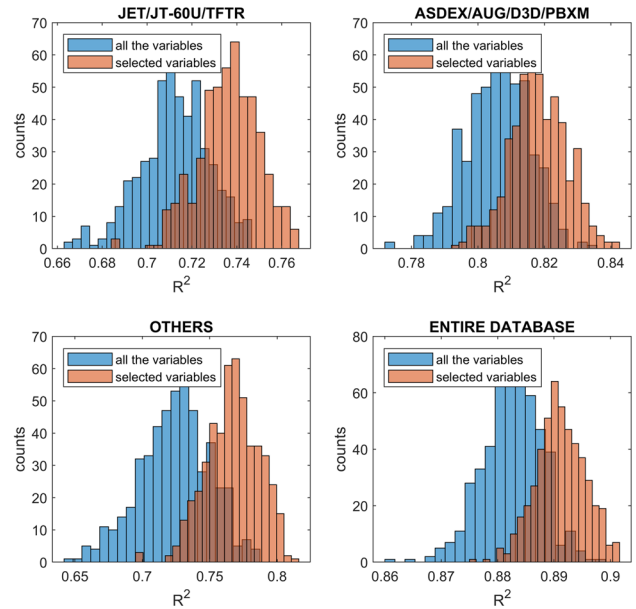 JET/JT-60U/TFTR
70
60
50
40
30
20
10
0
counts
all the variables
selected variables
0.66 0.68 0.7 0.72 0.74 0.76
R²
ASDEX/AUG/D3D/PBXM
70
60
50
40
30
20
10
0
counts
all the variables
selected variables
0.78 0.8 0.82 0.84
R²
OTHERS
70
60
50
40
30
20
10
0
counts
all the variables
selected variables
0.65 0.7 0.75 0.8
R²
ENTIRE DATABASE
80
60
40
20
0
counts
all the variables
selected variables
0.86 0.87 0.88 0.89 0.9
R²